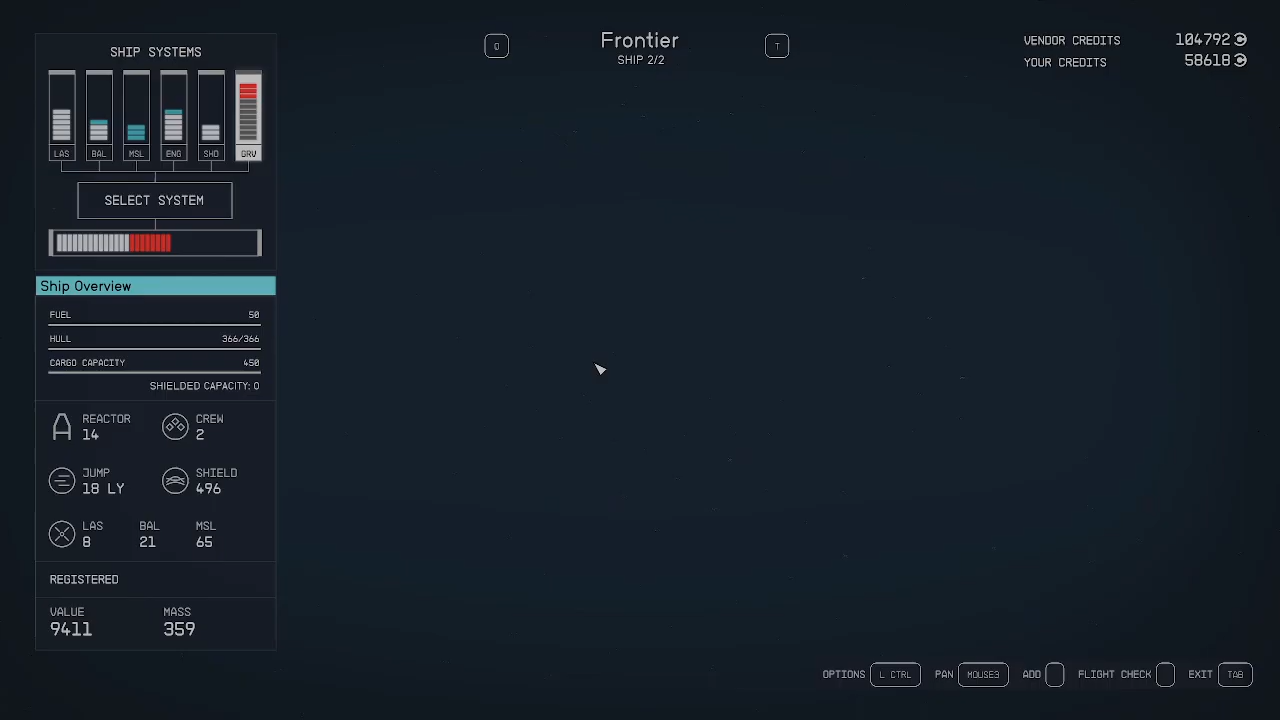 SHIP SYSTEMS
LAS BAL MSL ENG SHD GRV
SELECT SYSTEM
Q
Frontier
SHIP 2/2
T
VENDOR CREDITS 104792
YOUR CREDITS 58618
Ship Overview
FUEL 50
HULL 366/366
CARGO CAPACITY 450
SHIELDED CAPACITY: 0
REACTOR CREW
14 2
JUMP SHIELD
18 LY 496
LAS BAL MSL
8 21 65
REGISTERED
VALUE MASS
9411 359
OPTIONS L CTRL PAN MOUSE3 ADD FLIGHT CHECK EXIT TAB